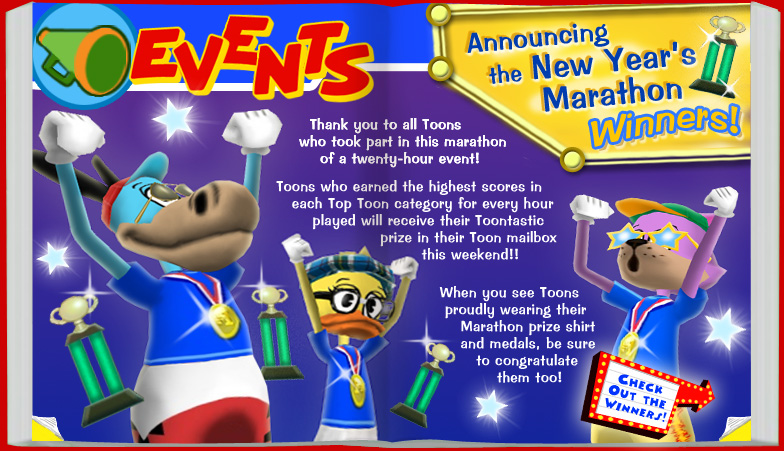 EVENTS
Announcing
the New Year's
Marathon
Winners!
Thank you to all Toons
who took part in this marathon
of a twenty-hour event!
Toons who earned the highest scores in
each Top Toon category for every hour
played will receive their Toontastic
prize in their Toon mailbox
this weekend!!
When you see Toons
proudly wearing their
Marathon prize shirt
and medals, be sure
to congratulate
them too!
CHECK
OUT THE
WINNERS!